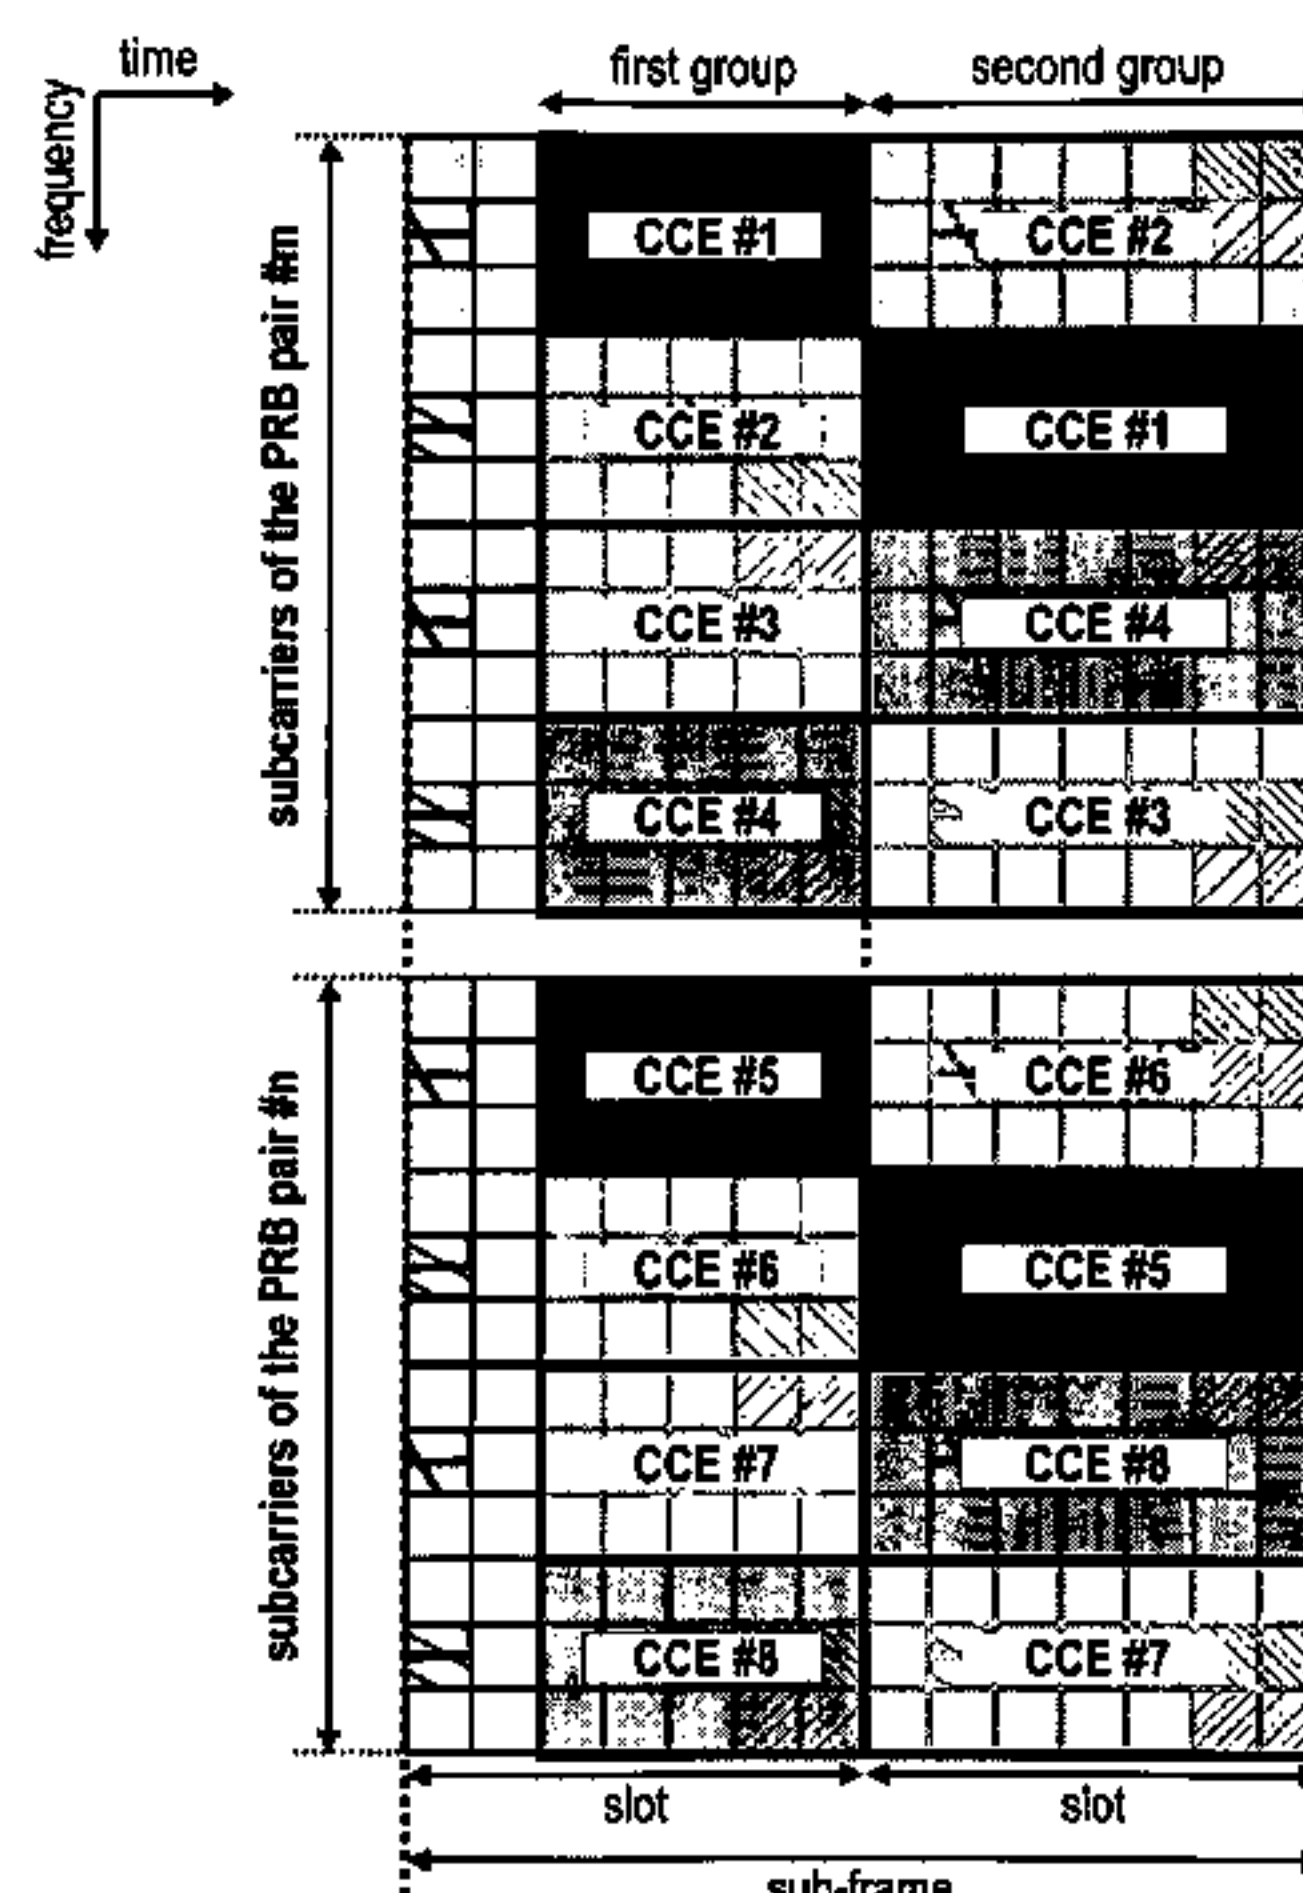 time
first group
second group
frequency
subcarriers of the PRB pair #m
CCE #1
CCE #2
CCE #2
CCE #1
CCE #3
CCE #4
CCE #4
CCE #3
subcarriers of the PRB pair #n
CCE #5
CCE #6
CCE #6
CCE #5
CCE #7
CCE #8
CCE #8
CCE #7
slot
slot
sub-frame